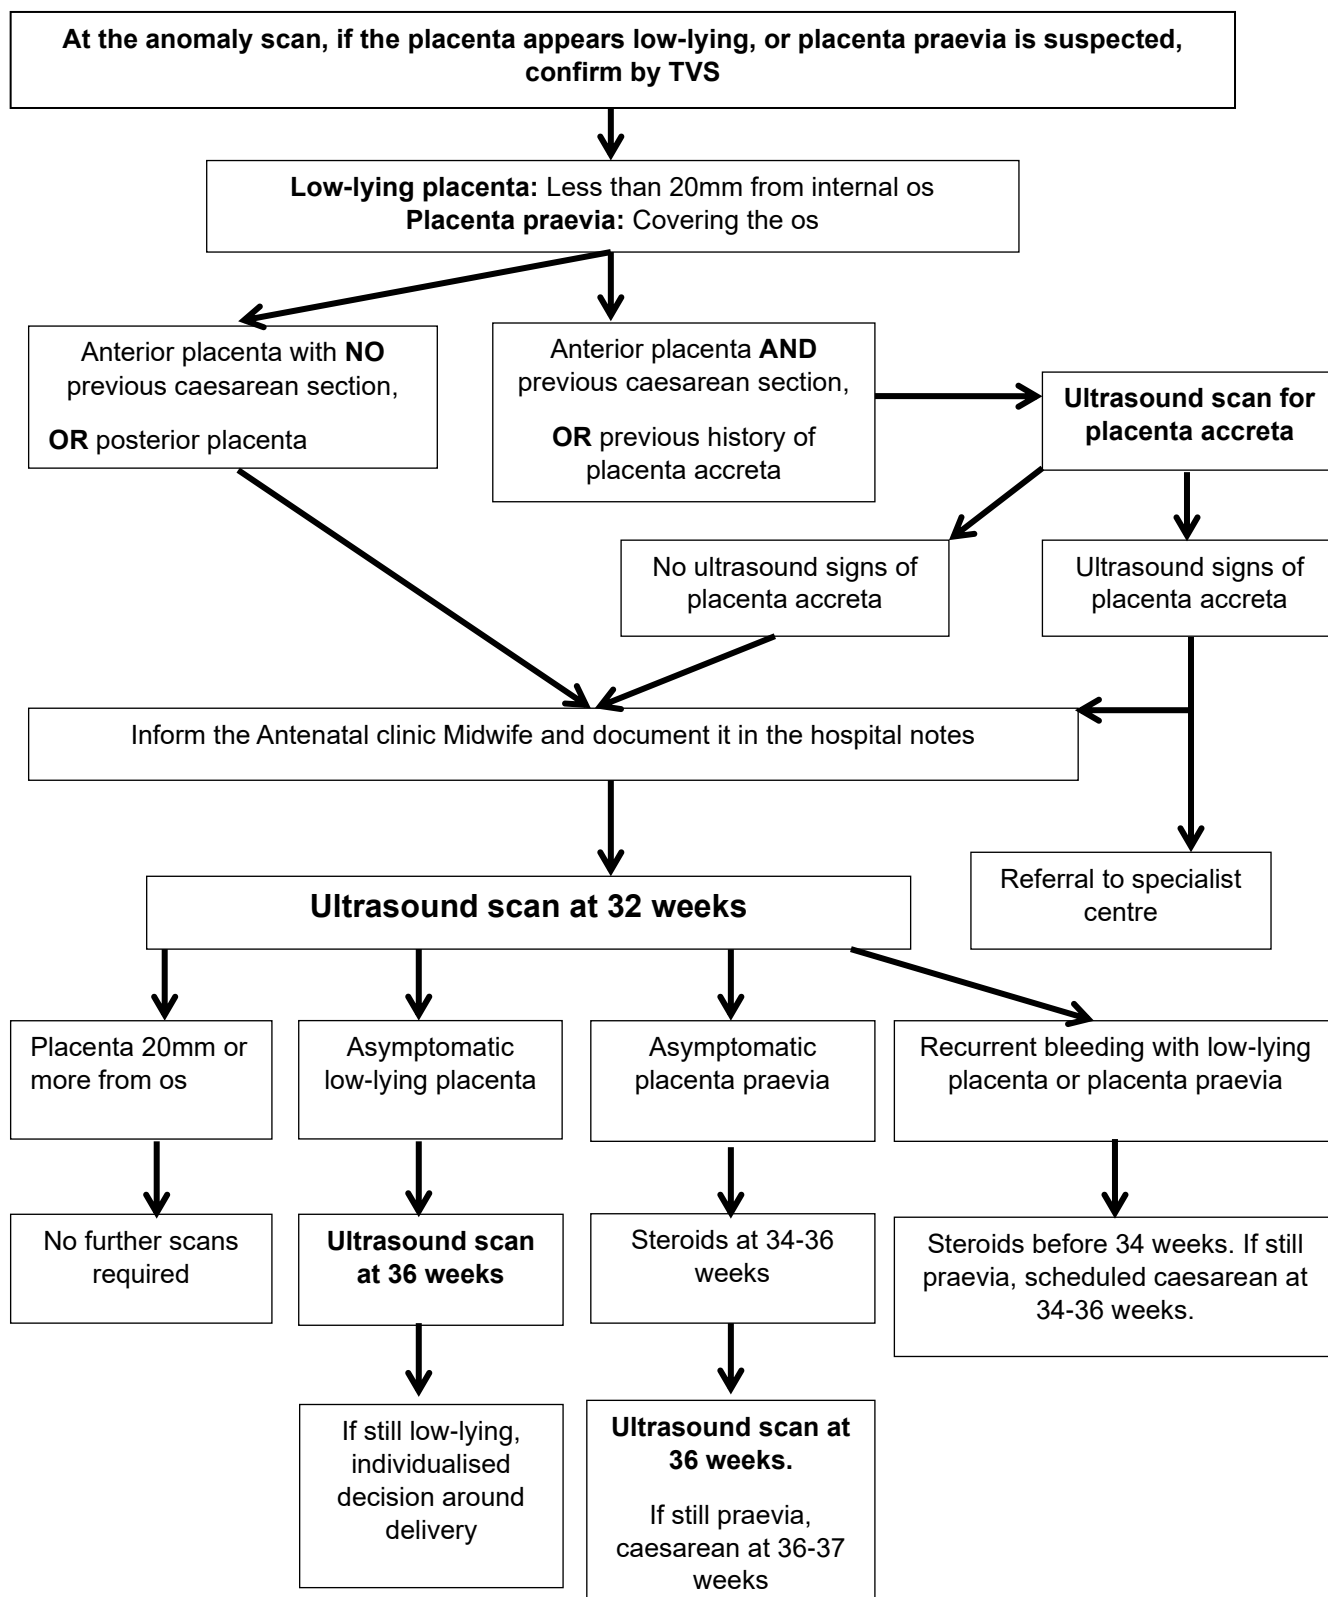 At the anomaly scan, if the placenta appears low-lying, or placenta praevia is suspected,
confirm by TVS
Low-lying placenta: Less than 20mm from internal os
Placenta praevia: Covering the os
Anterior placenta with NO
previous caesarean section,
OR posterior placenta
Anterior placenta AND
previous caesarean section,
OR previous history of
placenta accreta
Ultrasound scan for
placenta accreta
No ultrasound signs of
placenta accreta
Ultrasound signs of
placenta accreta
Inform the Antenatal clinic Midwife and document it in the hospital notes
Referral to specialist
centre
Ultrasound scan at 32 weeks
Placenta 20mm or
more from os
Asymptomatic
low-lying placenta
Asymptomatic
placenta praevia
Recurrent bleeding with low-lying
placenta or placenta praevia
No further scans
required
Ultrasound scan
at 36 weeks
Steroids at 34-36
weeks
Steroids before 34 weeks. If still
praevia, scheduled caesarean at
34-36 weeks.
If still low-lying,
individualised
decision around
delivery
Ultrasound scan at
36 weeks.
If still praevia,
caesarean at 36-37
weeks